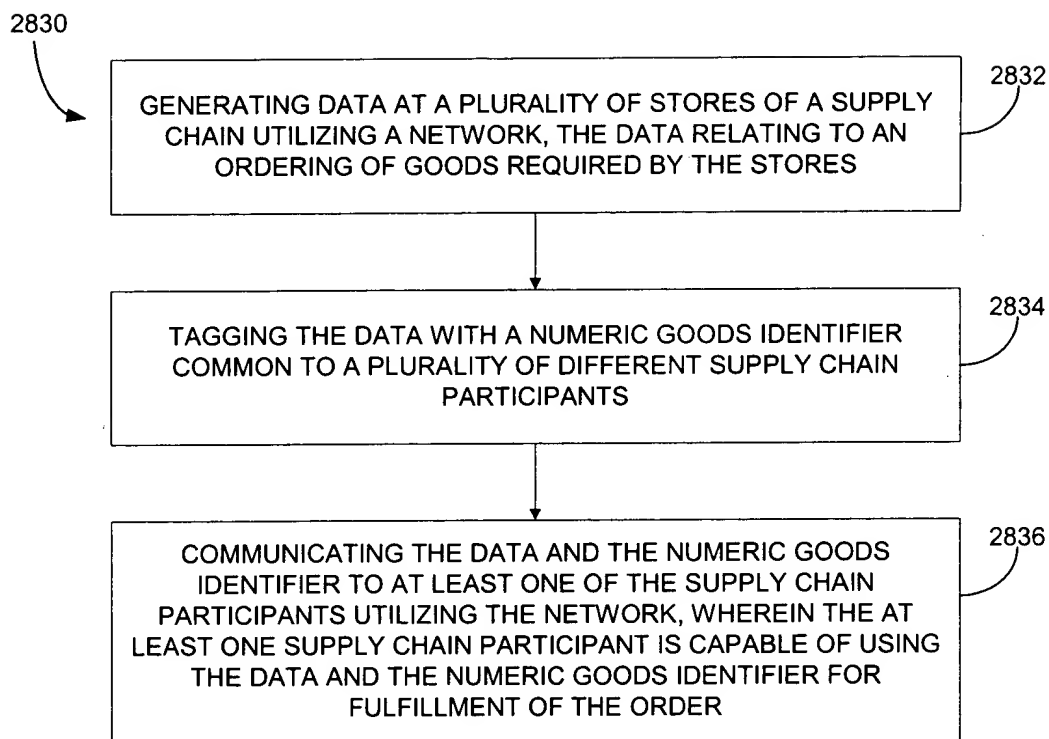 2830
2832
GENERATING DATA AT A PLURALITY OF STORES OF A SUPPLY
CHAIN UTILIZING A NETWORK, THE DATA RELATING TO AN
ORDERING OF GOODS REQUIRED BY THE STORES
2834
TAGGING THE DATA WITH A NUMERIC GOODS IDENTIFIER
COMMON TO A PLURALITY OF DIFFERENT SUPPLY CHAIN
PARTICIPANTS
2836
COMMUNICATING THE DATA AND THE NUMERIC GOODS
IDENTIFIER TO AT LEAST ONE OF THE SUPPLY CHAIN
PARTICIPANTS UTILIZING THE NETWORK, WHEREIN THE AT
LEAST ONE SUPPLY CHAIN PARTICIPANT IS CAPABLE OF USING
THE DATA AND THE NUMERIC GOODS IDENTIFIER FOR
FULFILLMENT OF THE ORDER